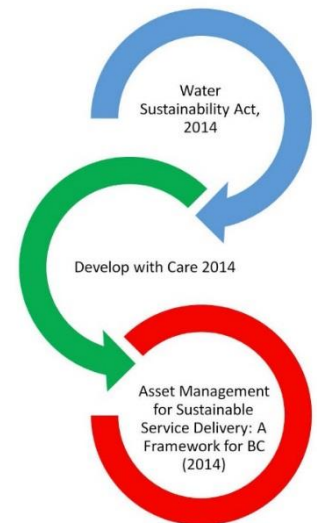 Water
Sustainability Act,
2014
Develop with Care 2014
Asset Management
for Sustainable
Service Delivery: A
Framework for BC
(2014)